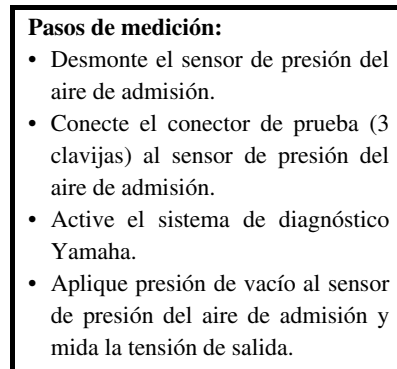 Pasos de medición:
• Desmonte el sensor de presión del
aire de admisión.
• Conecte el conector de prueba (3
clavijas) al sensor de presión del
aire de admisión.
• Active el sistema de diagnóstico
Yamaha.
• Aplique presión de vacío al sensor
de presión del aire de admisión y
mida la tensión de salida.